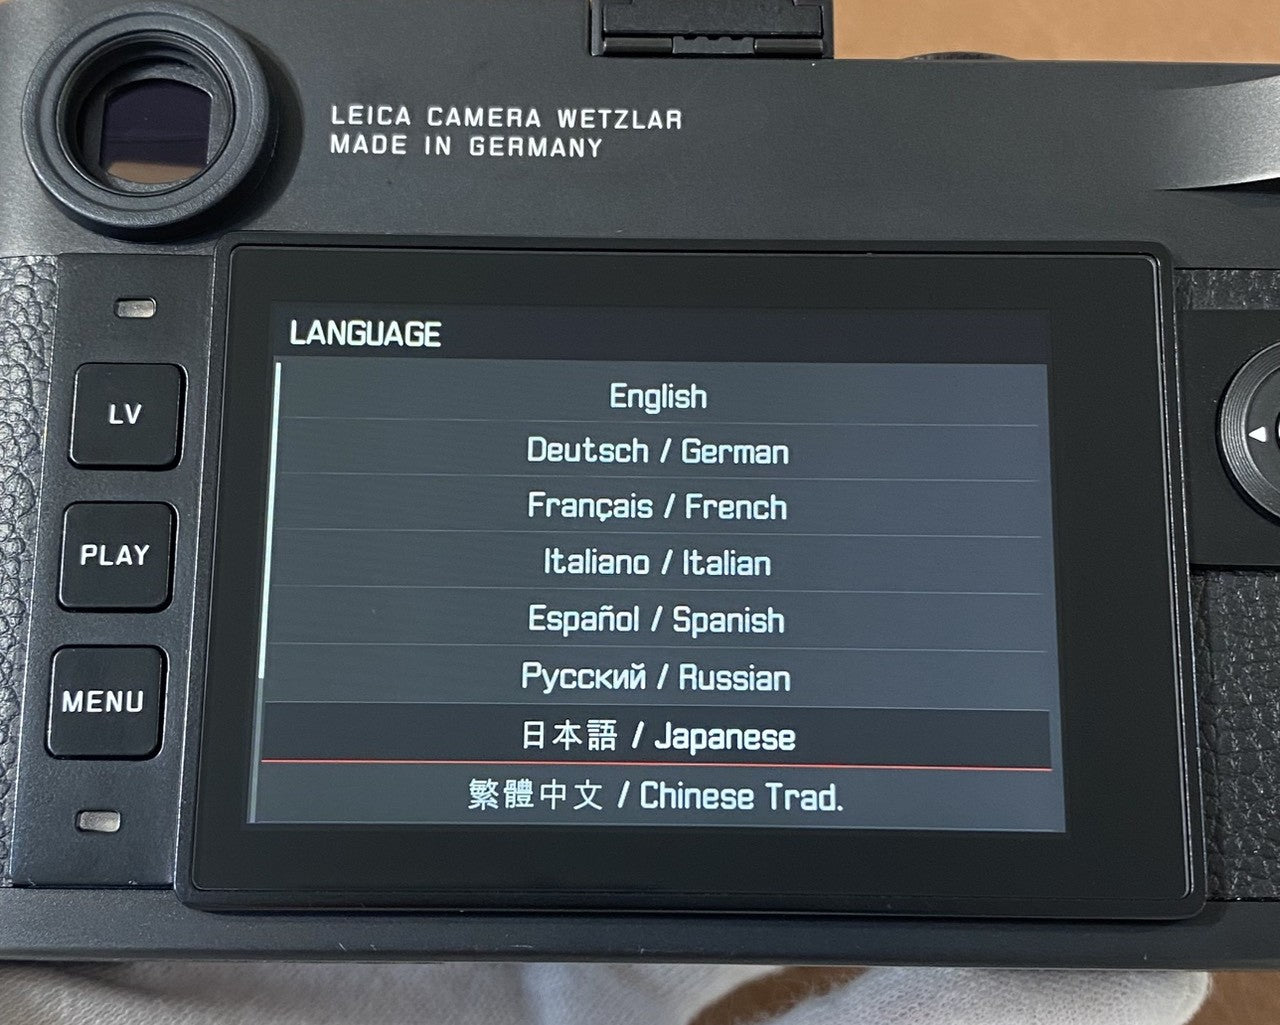 LEICA CAMERA WETZLAR
MADE IN GERMANY
LANGUAGE
English
Deutsch / German
Français / French
Italiano / Italian
Español / Spanish
Русский / Russian
日本語 / Japanese
繁體中文 / Chinese Trad.
LV
PLAY
MENU